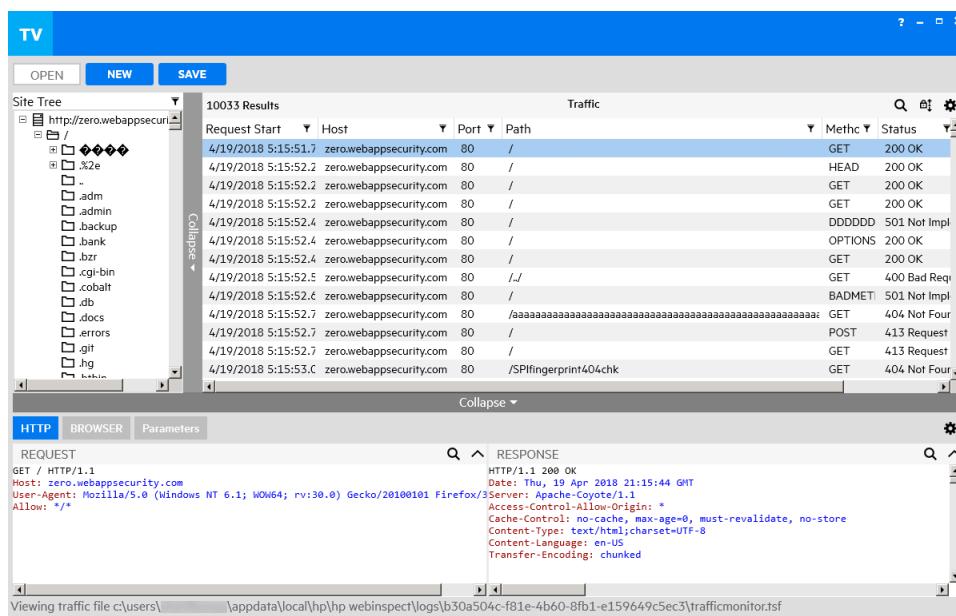 TV
?
OPEN NEW SAVE
Site Tree
http://zero.webappsecuri
/
����
.%2e
..
.adm
.admin
.backup
.bank
.bzr
.cgi-bin
.cobalt
.db
.docs
.errors
.git
.hg
Collapse
10033 Results Traffic
Request Start Host Port Path Methc Status
4/19/2018 5:15:51.7 zero.webappsecurity.com 80 / GET 200 OK
4/19/2018 5:15:52.2 zero.webappsecurity.com 80 / HEAD 200 OK
4/19/2018 5:15:52.2 zero.webappsecurity.com 80 / GET 200 OK
4/19/2018 5:15:52.2 zero.webappsecurity.com 80 / GET 200 OK
4/19/2018 5:15:52.4 zero.webappsecurity.com 80 / DDDDDD 501 Not Impl
4/19/2018 5:15:52.4 zero.webappsecurity.com 80 / OPTIONS 200 OK
4/19/2018 5:15:52.4 zero.webappsecurity.com 80 / GET 200 OK
4/19/2018 5:15:52.5 zero.webappsecurity.com 80 /../ GET 400 Bad Requ
4/19/2018 5:15:52.6 zero.webappsecurity.com 80 / BADMETI 501 Not Impl
4/19/2018 5:15:52.7 zero.webappsecurity.com 80 GET 404 Not Four
4/19/2018 5:15:52.7 zero.webappsecurity.com 80 / POST 413 Request
4/19/2018 5:15:52.7 zero.webappsecurity.com 80 / GET 413 Request
4/19/2018 5:15:53.0 zero.webappsecurity.com 80 /SPIfingerprint404chk GET 404 Not Four
Collapse
HTTP BROWSER Parameters
REQUEST
GET / HTTP/1.1
Host: zero.webappsecurity.com
User-Agent: Mozilla/5.0 (Windows NT 6.1; WOW64; rv:30.0) Gecko/20100101 Firefox/3
Allow: */*
RESPONSE
HTTP/1.1 200 OK
Date: Thu, 19 Apr 2018 21:15:44 GMT
Server: Apache-Coyote/1.1
Access-Control-Allow-Origin: *
Cache-Control: no-cache, max-age=0, must-revalidate, no-store
Content-Type: text/html;charset=UTF-8
Content-Language: en-US
Transfer-Encoding: chunked
Viewing traffic file c:\users\ \appdata\local\hp\hp webinspect\logs\b30a504c-f81e-4b60-8fb1-e159649c5ec3\trafficmonitor.tsf